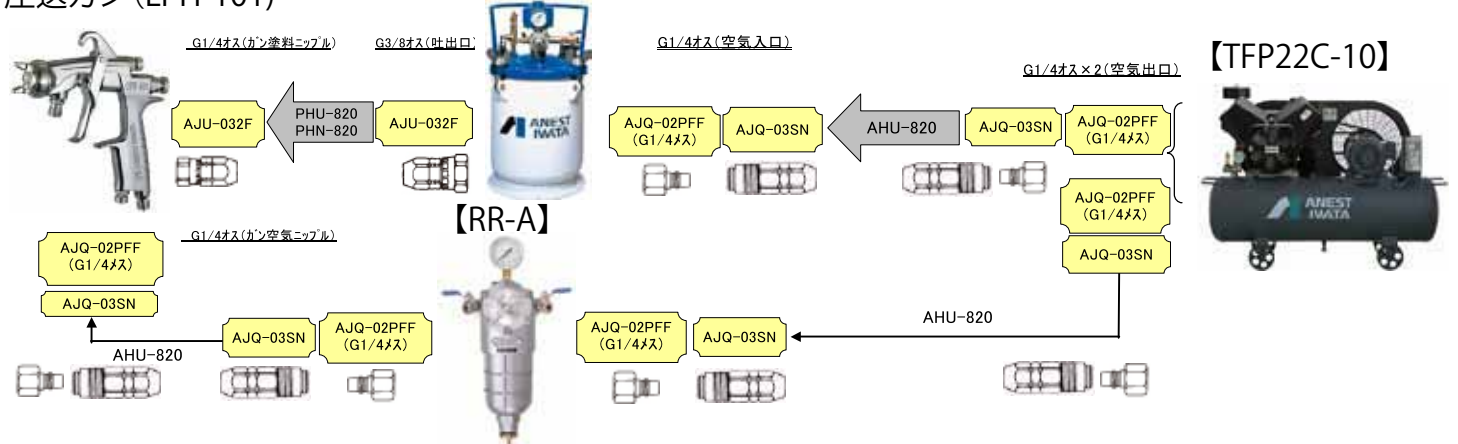 圧送ガン(LPH-101)
G1/4オス(ガン塗料ニップル)
G3/8オス(吐出口)
G1/4オス(空気入口)
G1/4オス×2(空気出口)
【TFP22C-10】
AJU-032F
PHU-820
PHN-820
AJU-032F
ANEST
IWATA
AJQ-02PFF
(G1/4メス)
AJQ-03SN
AHU-820
AJQ-03SN
AJQ-02PFF
(G1/4メス)
AJQ-02PFF
(G1/4メス)
AJQ-03SN
ANEST
IWATA
【RR-A】
G1/4オス(ガン空気ニップル)
AJQ-02PFF
(G1/4メス)
AJQ-03SN
AHU-820
AJQ-03SN
AJQ-02PFF
(G1/4メス)
AJQ-02PFF
(G1/4メス)
AJQ-03SN
AHU-820